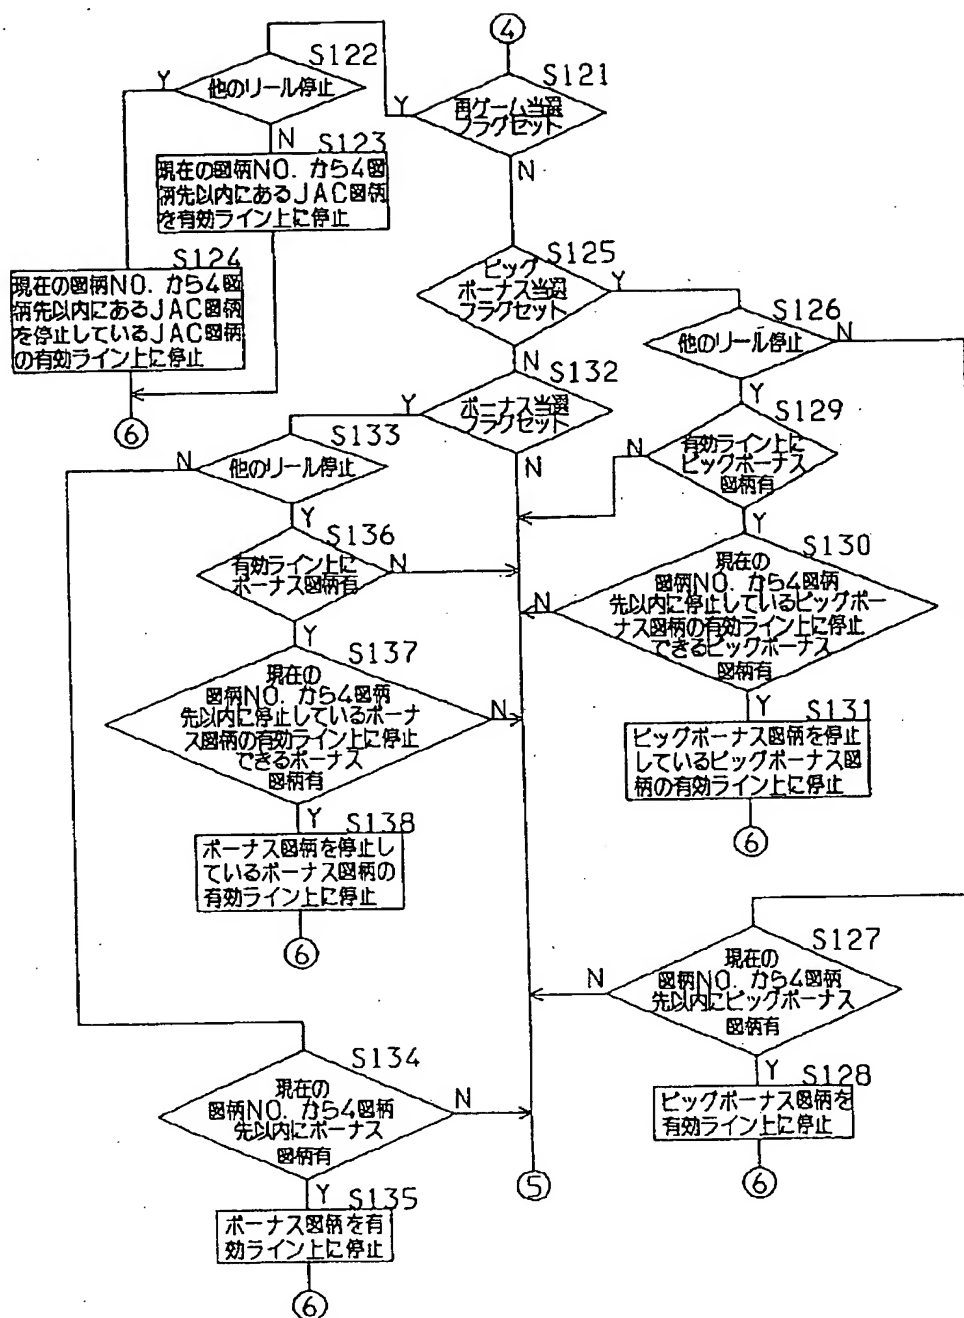 ④
S121
再ゲーム当選
フラグセット
Y
N
S122
他のリール停止
Y
N
S123
現在の図柄NO. から4図
柄先以内にあるJAC図柄
を有効ライン上に停止
S124
現在の図柄NO. から4図
柄先以内にあるJAC図柄
を停止しているJAC図柄
の有効ライン上に停止
⑥
S125
ビッグ
ボーナス当選
フラグセット
Y
N
S126
他のリール停止
N
Y
S129
有効ライン上に
ビッグボーナス
図柄有
N
Y
S130
現在の
図柄NO. から4図柄
先以内に停止しているビッグボー
ナス図柄の有効ライン上に停止
できるビッグボーナス
図柄有
N
Y
S131
ビッグボーナス図柄を停止
しているビッグボーナス図
柄の有効ライン上に停止
⑥
S132
ボーナス当選
フラグセット
Y
N
S133
他のリール停止
N
Y
S136
有効ライン上に
ボーナス図柄有
N
Y
S137
現在の
図柄NO. から4図柄
先以内に停止しているボーナ
ス図柄の有効ライン上に停止
できるボーナス
図柄有
N
Y
S138
ボーナス図柄を停止し
ているボーナス図柄の
有効ライン上に停止
⑥
S127
現在の
図柄NO. から4図柄
先以内にビッグボーナス
図柄有
N
Y
S128
ビッグボーナス図柄を
有効ライン上に停止
⑥
S134
現在の
図柄NO. から4図柄
先以内にボーナス
図柄有
N
Y
S135
ボーナス図柄を有
効ライン上に停止
⑥
⑤